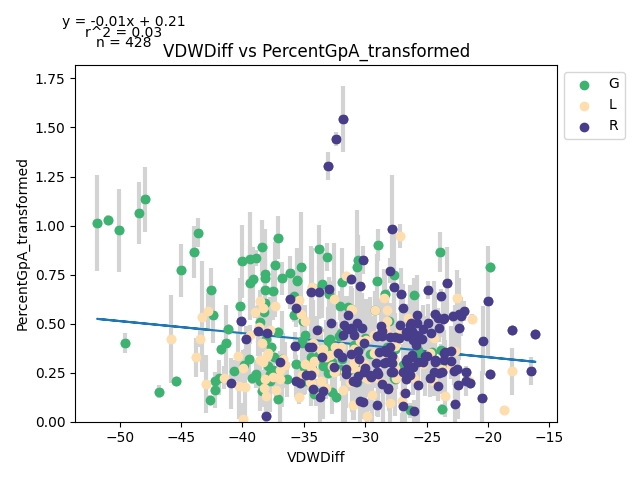 y = -0.01x + 0.21
r^2 = 0.03
n = 428
VDWDiff vs PercentGpA_transformed
G
L
R
PercentGpA_transformed
1.75
1.50
1.25
1.00
0.75
0.50
0.25
0.00
−50
−45
−40
−35
−30
−25
−20
−15
VDWDiff